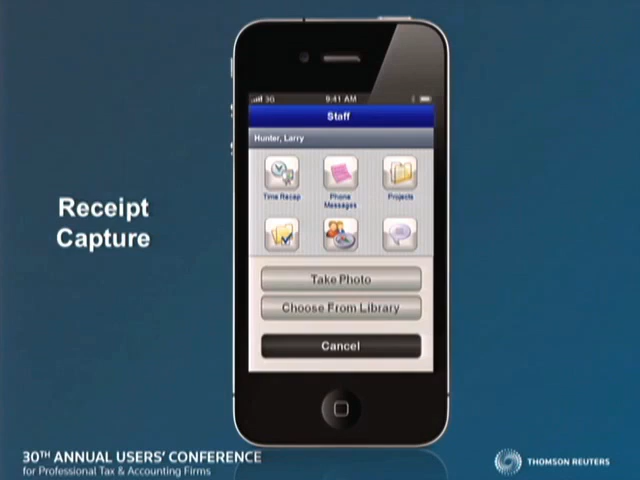 Receipt
Capture
3G 9:41 AM
Staff
Hunter, Larry
Time Recap
Phone
Messages
Projects
Take Photo
Choose From Library
Cancel
30TH ANNUAL USERS' CONFERENCE
for Professional Tax & Accounting Firms
THOMSON REUTERS